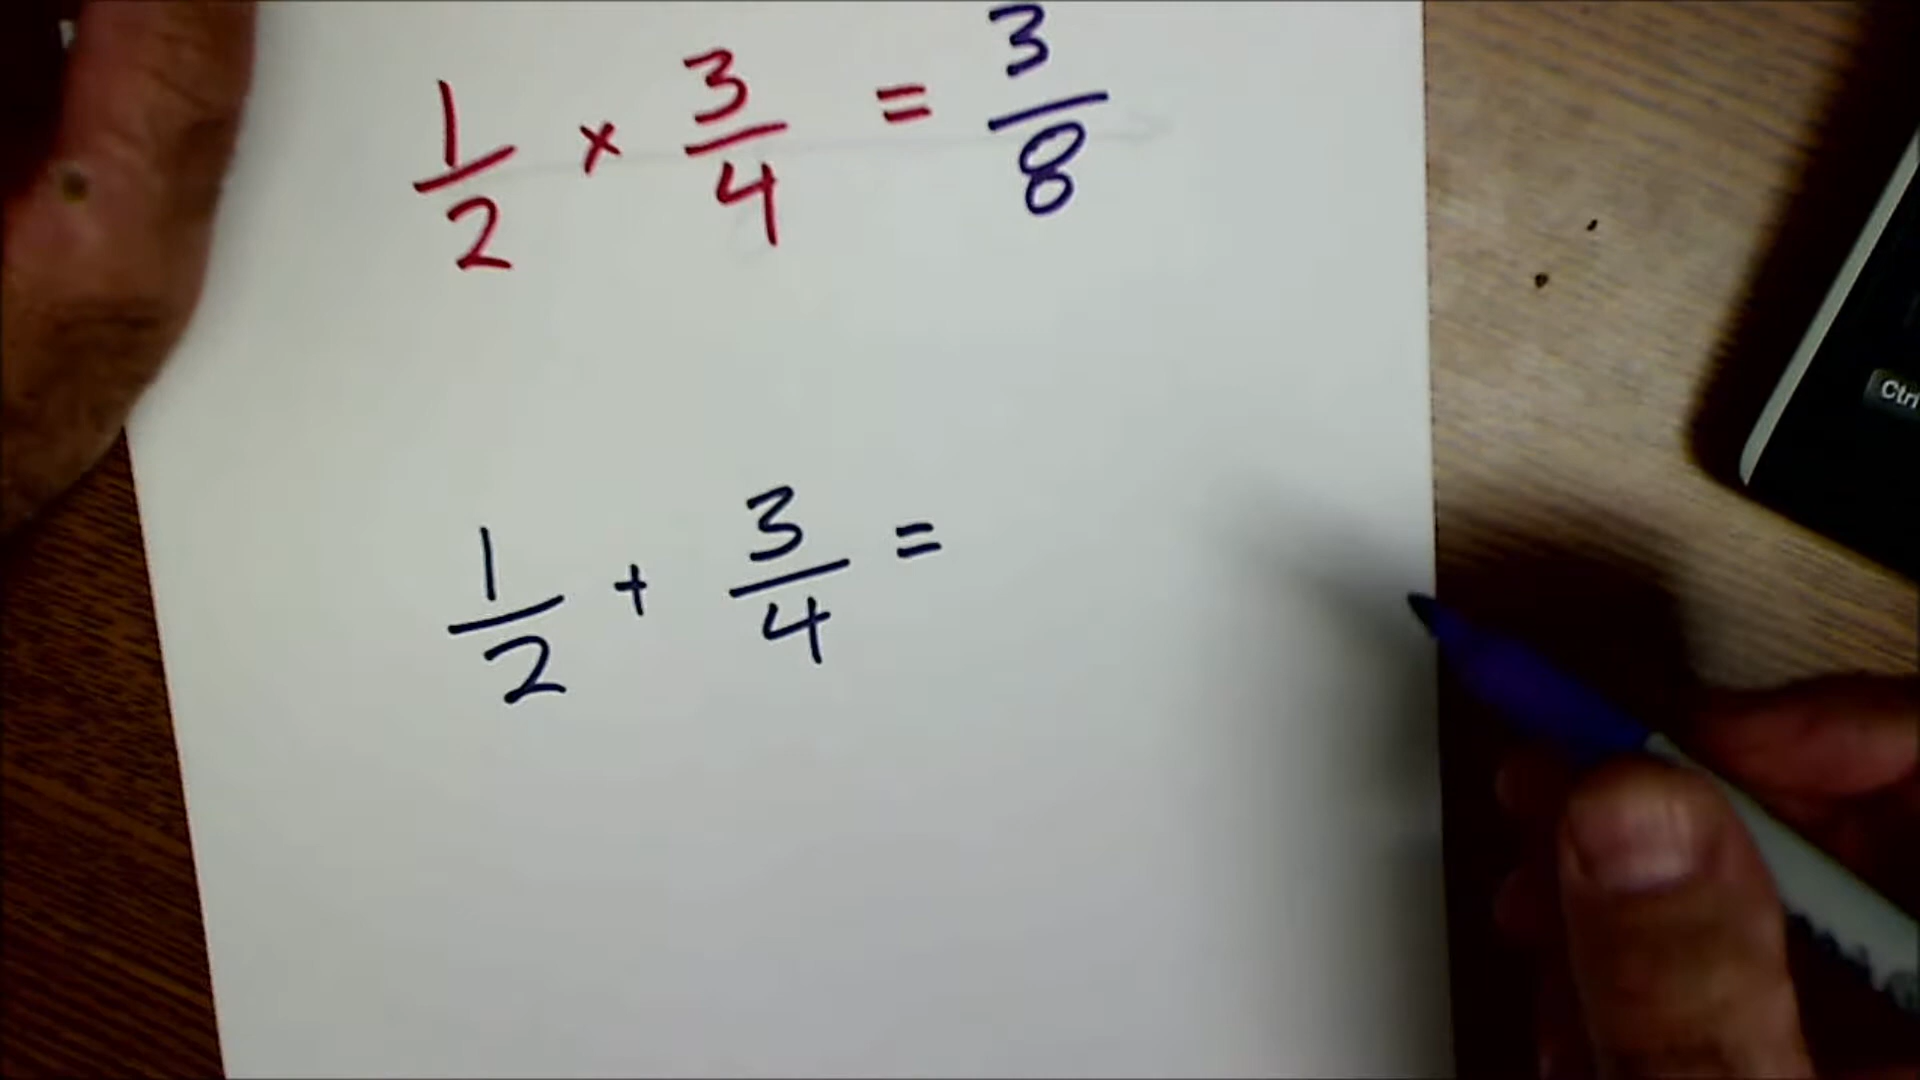 1/2 × 3/4 = 3/8
1/2 + 3/4 =
Ctrl